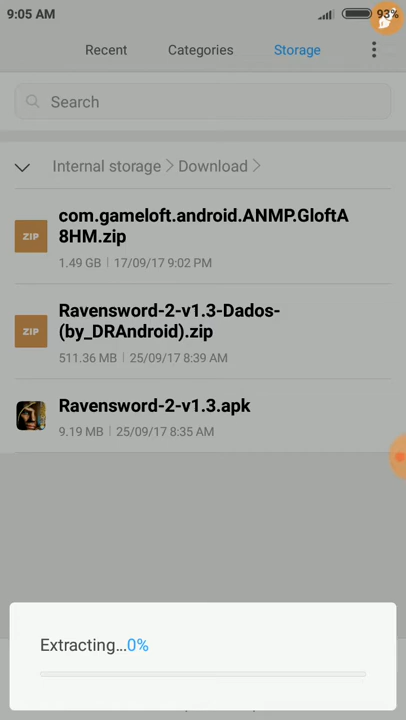 9:05 AM
93%
Recent
Categories
Storage
Search
Internal storage
Download
com.gameloft.android.ANMP.GloftA
8HM.zip
ZIP
1.49 GB | 17/09/17 9:02 PM
Ravensword-2-v1.3-Dados-
(by_DRAndroid).zip
ZIP
511.36 MB | 25/09/17 8:39 AM
Ravensword-2-v1.3.apk
9.19 MB | 25/09/17 8:35 AM
Extracting...0%